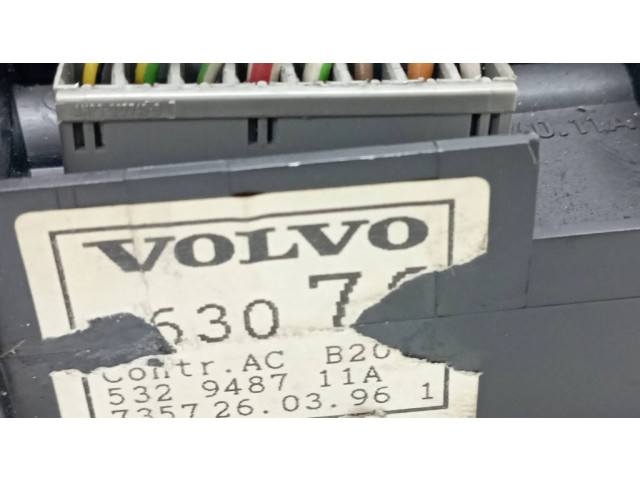 VOLVO
630 7
Contr.AC B20
532 9487 11A
7357 26.03.96 1